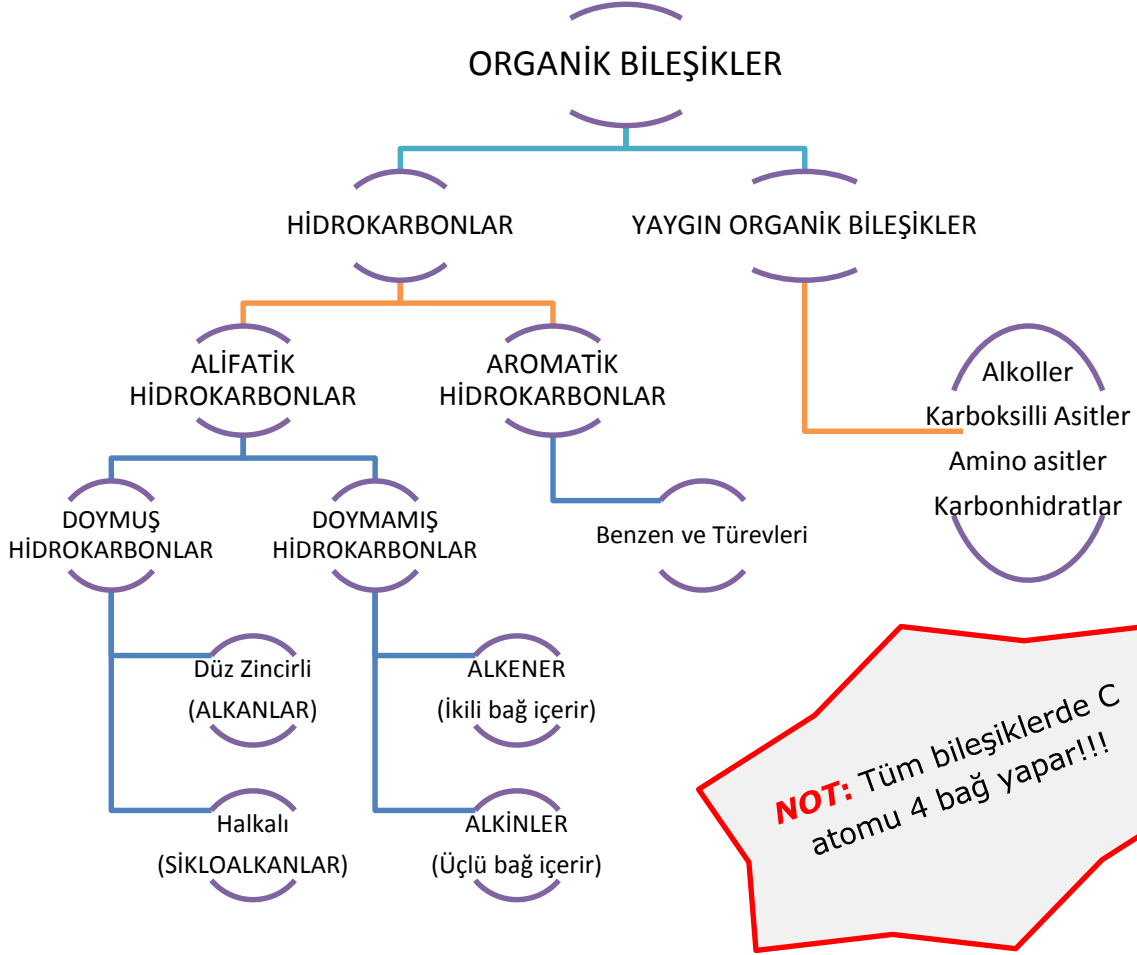 ORGANİK BİLEŞİKLER
HİDROKARBONLAR
YAYGIN ORGANİK BİLEŞİKLER
ALİFATİK
HİDROKARBONLAR
AROMATİK
HİDROKARBONLAR
Alkoller
Karboksilli Asitler
Amino asitler
Karbonhidratlar
DOYMUŞ
HİDROKARBONLAR
DOYMAMIŞ
HİDROKARBONLAR
Benzen ve Türevleri
Düz Zincirli
(ALKANLAR)
ALKENER
(İkili bağ içerir)
Halkalı
(SİKLOALKANLAR)
ALKİNLER
(Üçlü bağ içerir)
NOT: Tüm bileşiklerde C
atomu 4 bağ yapar!!!